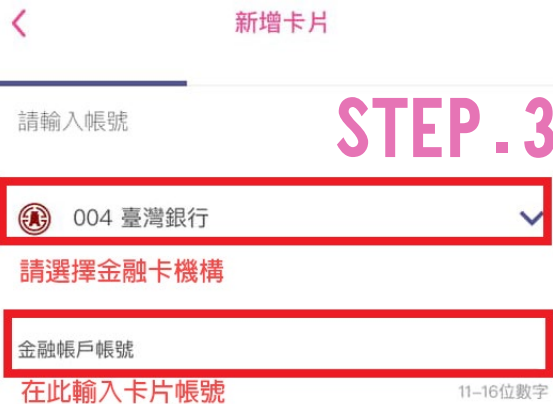 新增卡片
請輸入帳號
STEP.3
004 臺灣銀行
請選擇金融卡機構
金融帳戶帳號
在此輸入卡片帳號
11–16位數字